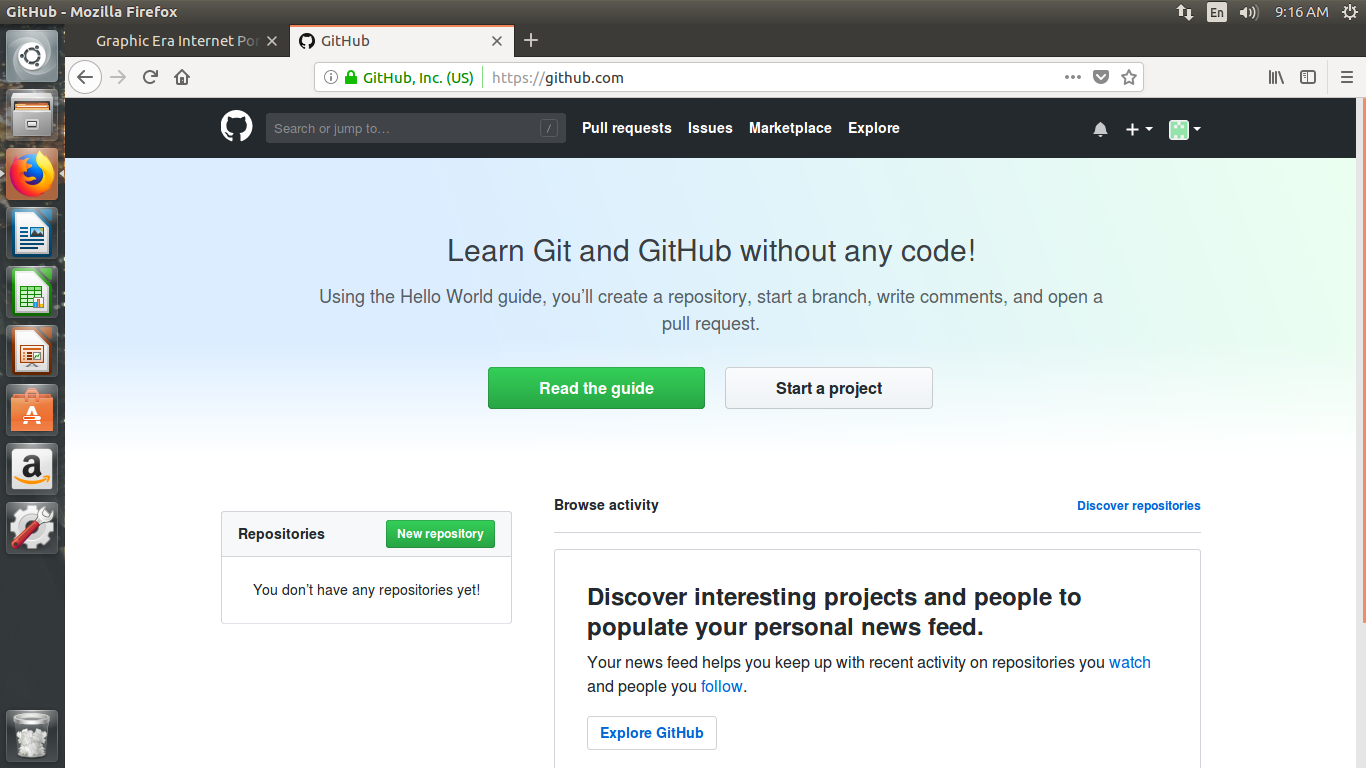 GitHub - Mozilla Firefox
En
9:16 AM
Graphic Era Internet Por
GitHub
GitHub, Inc. (US)
https://github.com
Search or jump to…
/
Pull requests
Issues
Marketplace
Explore
Learn Git and GitHub without any code!
Using the Hello World guide, you’ll create a repository, start a branch, write comments, and open a
pull request.
Read the guide
Start a project
Repositories
New repository
You don’t have any repositories yet!
Browse activity
Discover repositories
Discover interesting projects and people to
populate your personal news feed.
Your news feed helps you keep up with recent activity on repositories you watch
and people you follow.
Explore GitHub